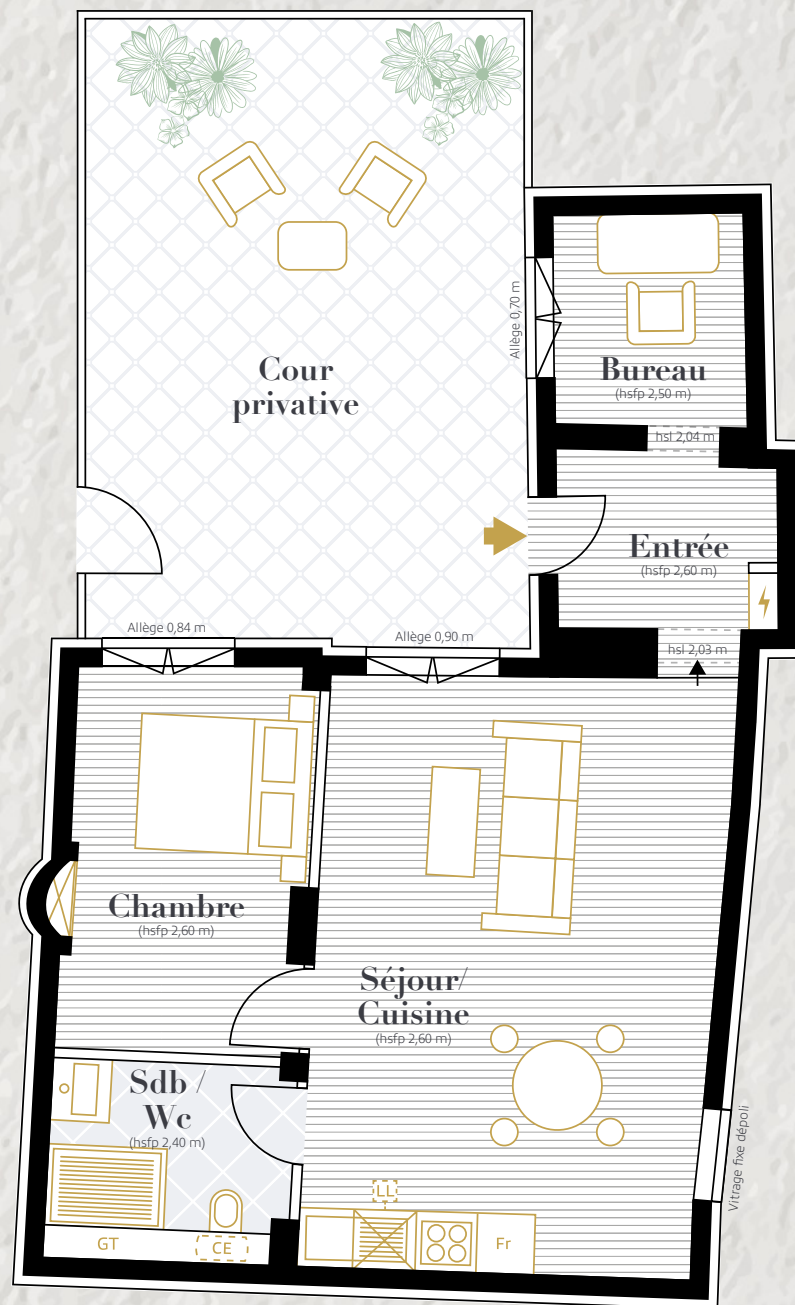 Allège 0,70 m
Bureau
(hsfp 2,50 m)
Cour
privative
hsl 2,04 m
Entrée
(hsfp 2,60 m)
Allège 0,84 m
Allège 0,90 m
hsl 2,03 m
Chambre
(hsfp 2,60 m)
Séjour/
Cuisine
(hsfp 2,60 m)
Sdb /
Wc
(hsfp 2,40 m)
Vitrage fixe dépoli
LL
GT
CE
Fr